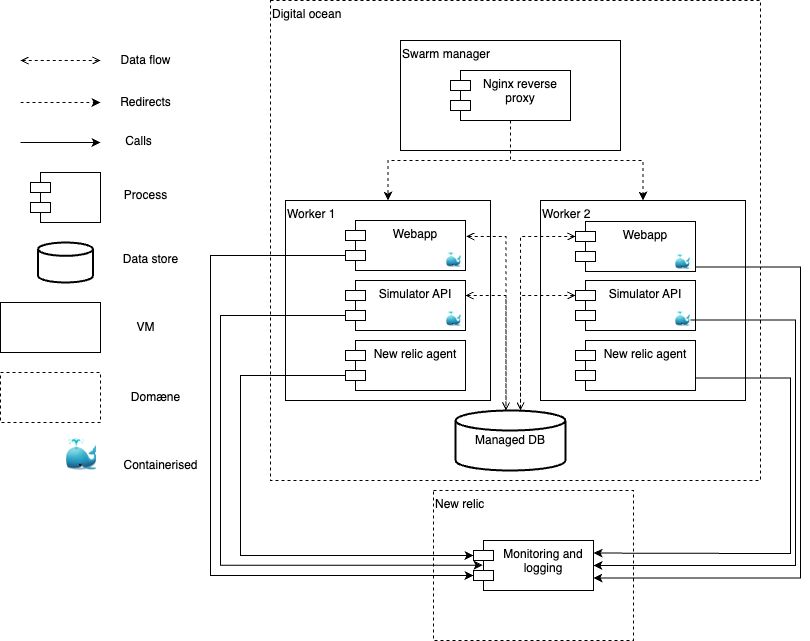 Digital ocean
Data flow
Redirects
Calls
Process
Data store
VM
Domæne
Containerised
Swarm manager
Nginx reverse
proxy
Worker 1
Webapp
Simulator API
New relic agent
Worker 2
Webapp
Simulator API
New relic agent
Managed DB
New relic
Monitoring and
logging